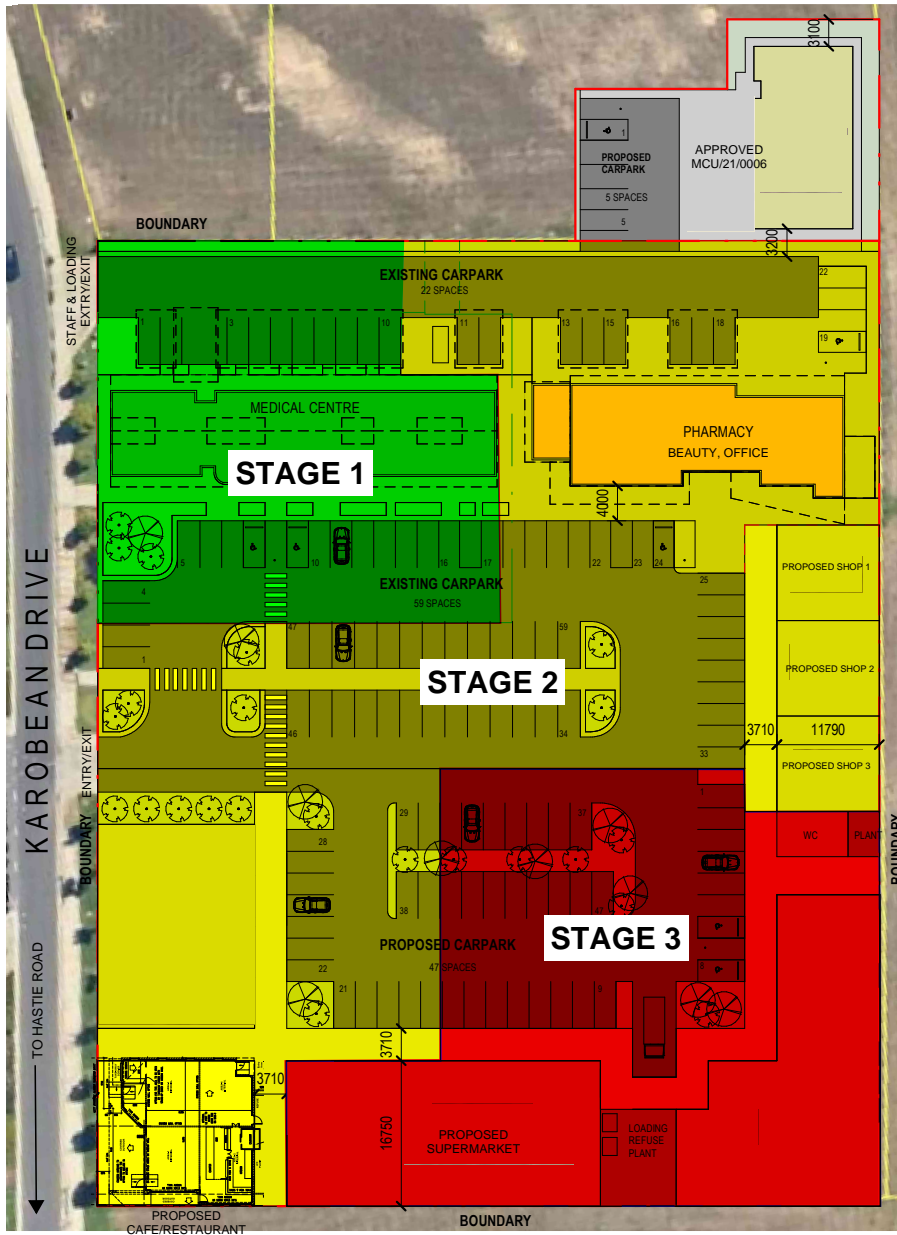 3100
1
PROPOSED
CARPARK
5 SPACES
5
APPROVED
MCU/21/0006
BOUNDARY
3200
STAFF & LOADING
EXTRY/EXIT
EXISTING CARPARK
22 SPACES
22
1
3
10
11
13
15
16
18
19
MEDICAL CENTRE
PHARMACY
BEAUTY, OFFICE
STAGE 1
4000
5
10
16
17
22
23
24
25
EXISTING CARPARK
59 SPACES
4
1
47
59
PROPOSED SHOP 1
PROPOSED SHOP 2
STAGE 2
46
34
33
3710
11790
PROPOSED SHOP 3
KAROBEAN DRIVE
ENTRY/EXIT
BOUNDARY
BOUNDARY
29
37
28
38
47
22
21
WC
PLANT
STAGE 3
PROPOSED CARPARK
47 SPACES
TO HASTIE ROAD
3710
3710
16750
PROPOSED
SUPERMARKET
LOADING
REFUSE
PLANT
PROPOSED
CAFE/RESTAURANT
BOUNDARY